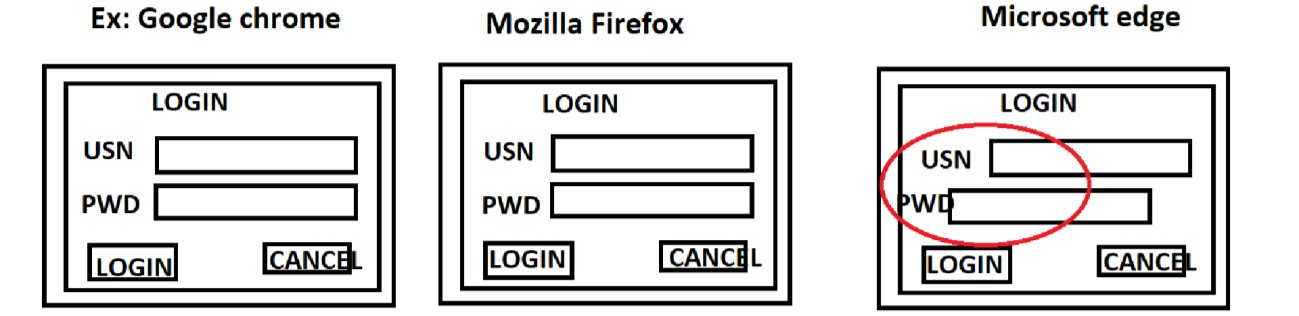 Ex: Google chrome
LOGIN
USN
PWD
LOGIN CANCEL
Mozilla Firefox
LOGIN
USN
PWD
LOGIN CANCEL
Microsoft edge
LOGIN
USN
PWD
LOGIN CANCEL